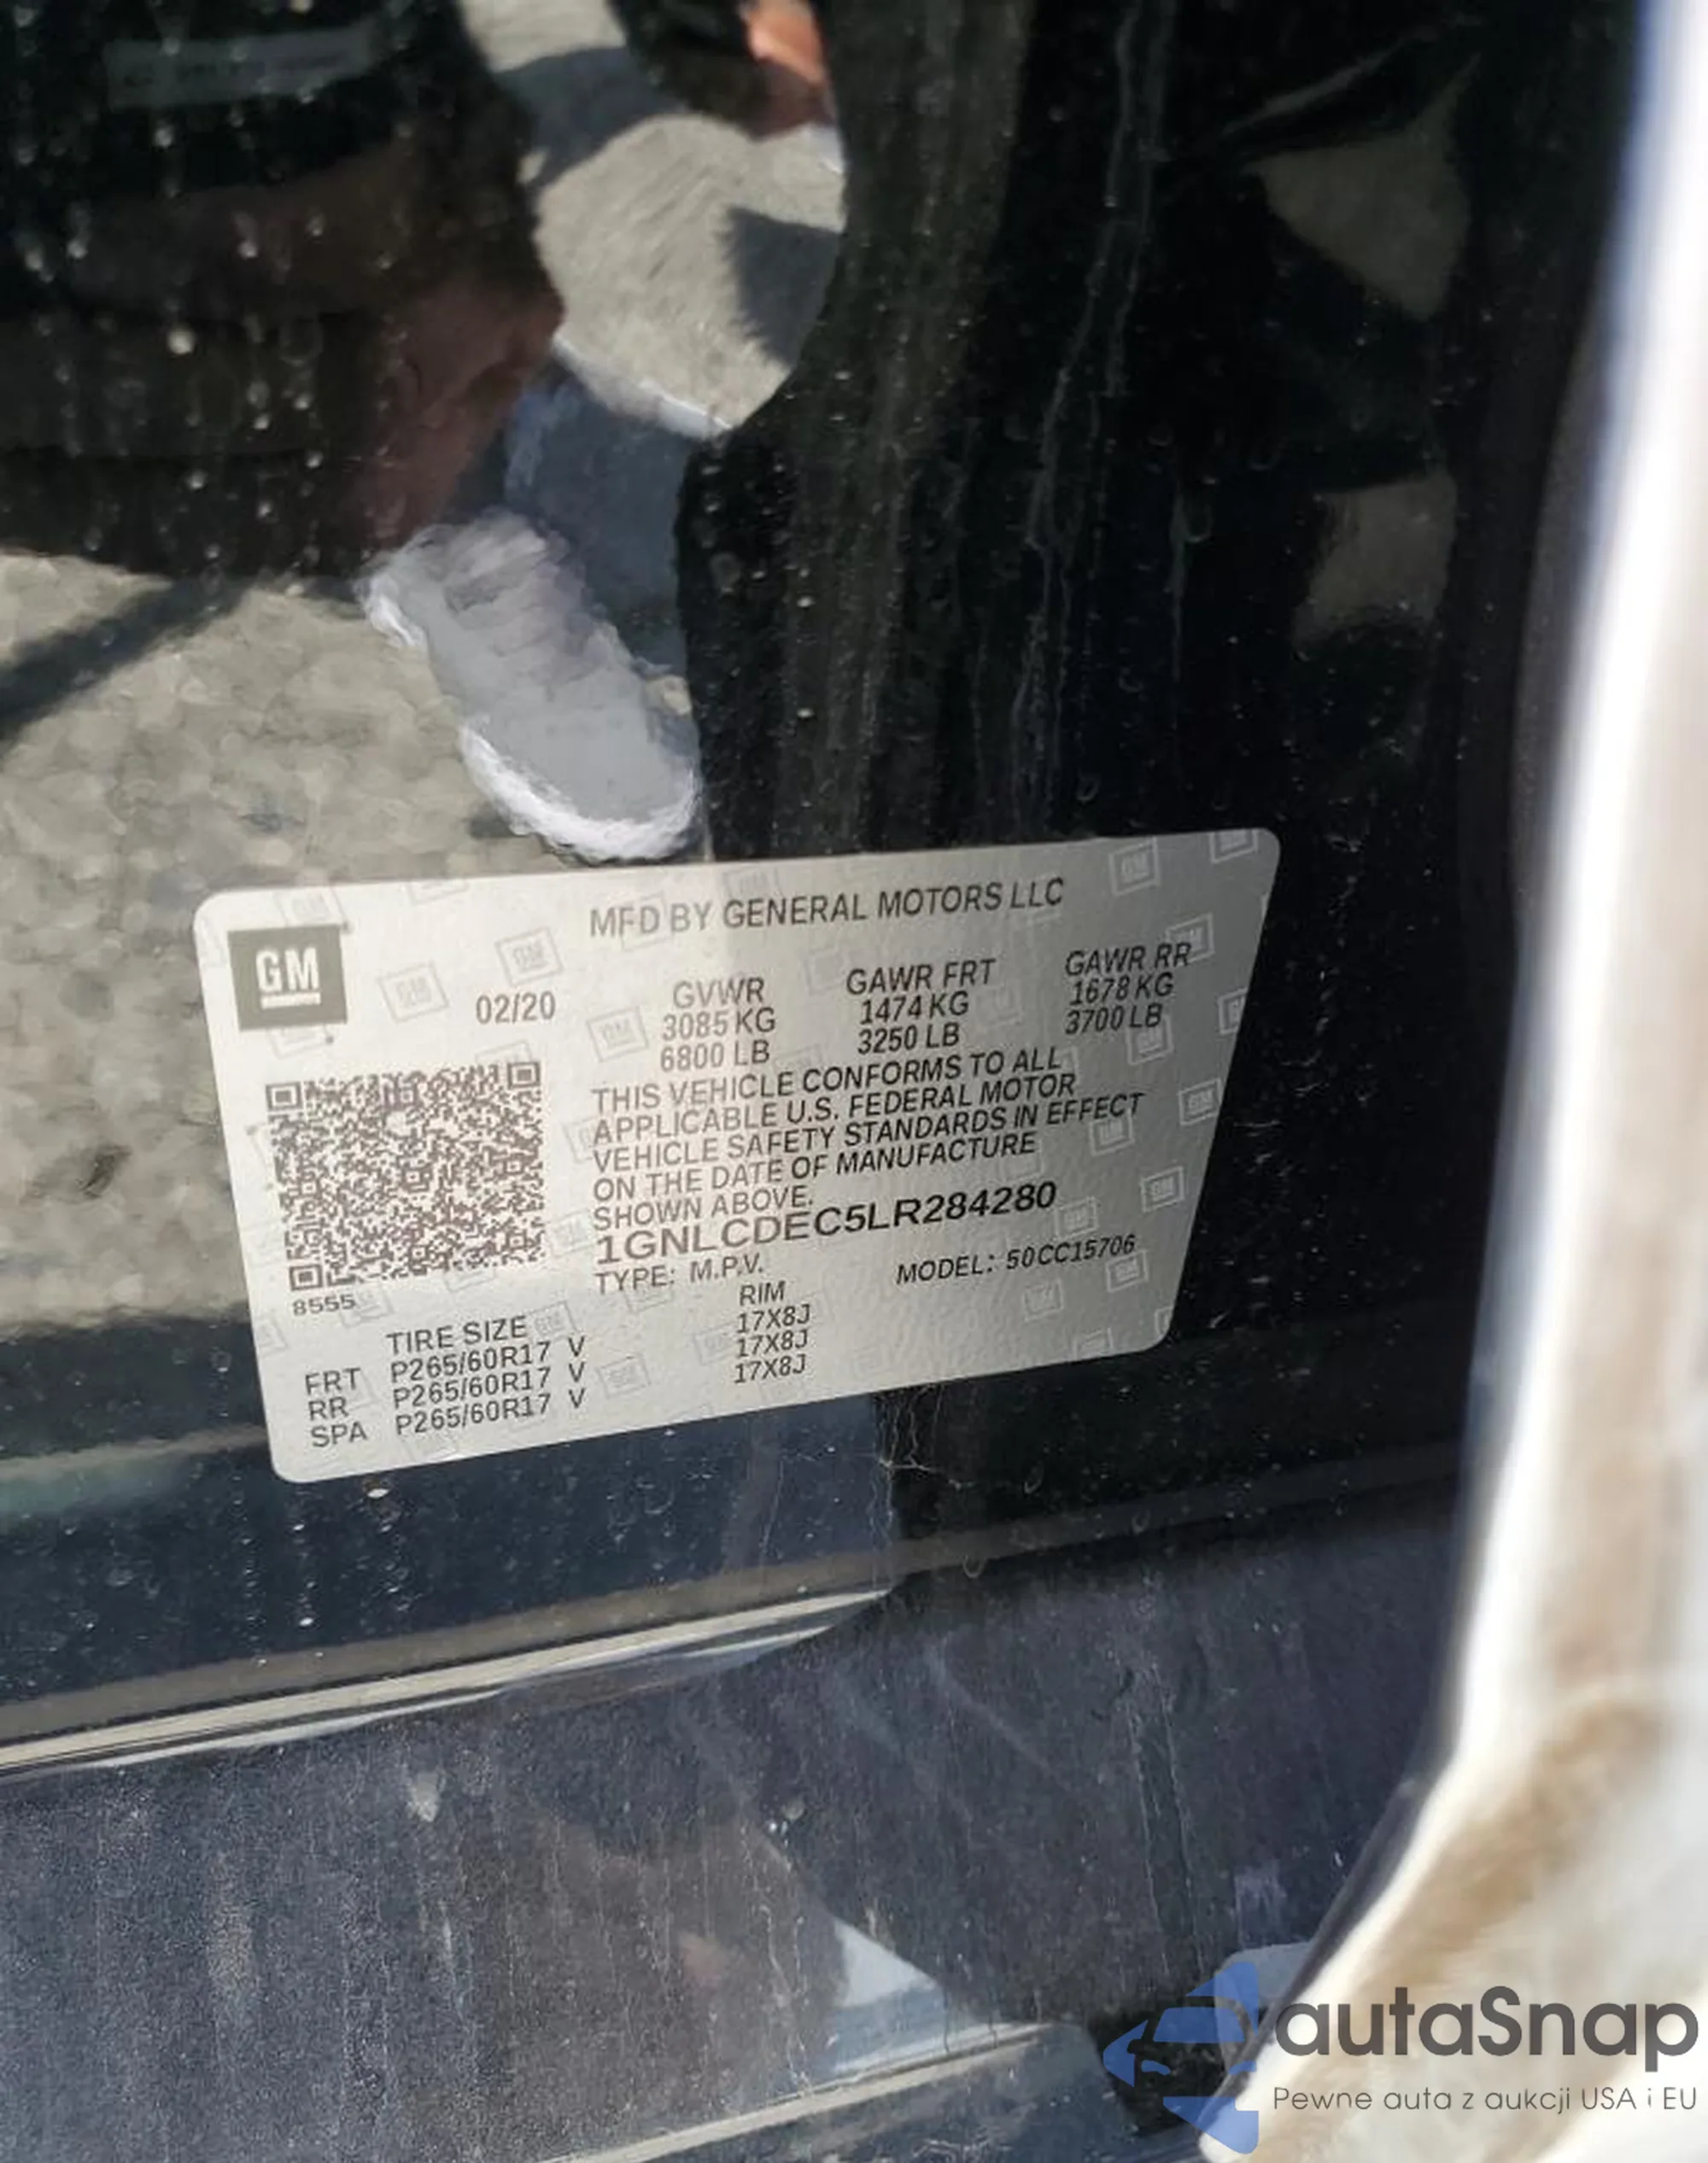 MFD BY GENERAL MOTORS LLC
GM
02/20
GVWR GAWR FRT GAWR RR
3085 KG 1474 KG 1678 KG
6800 LB 3250 LB 3700 LB
THIS VEHICLE CONFORMS TO ALL
APPLICABLE U.S. FEDERAL MOTOR
VEHICLE SAFETY STANDARDS IN EFFECT
ON THE DATE OF MANUFACTURE
SHOWN ABOVE.
1GNLCDEC5LR284280
TYPE: M.P.V. MODEL: 50CC15706
8555
TIRE SIZE RIM
FRT P265/60R17 V 17X8J
RR P265/60R17 V 17X8J
SPA P265/60R17 V 17X8J
autaSnap
Pewne auta z aukcji USA i EU